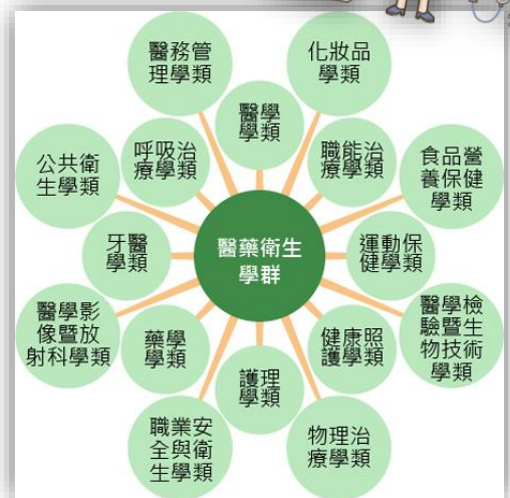 醫務管
理學類
化妝品
學類
醫學
學類
呼吸治
療學類
職能治
療學類
公共衛
生學類
食品營
養保健
學類
牙醫
學類
醫藥衛生
學群
運動保
健學類
醫學影
像暨放
射科學類
藥學
學類
健康照
護學類
醫學檢
驗暨生
物技術
學類
護理
學類
職業安
全與衛
生學類
物理治
療學類